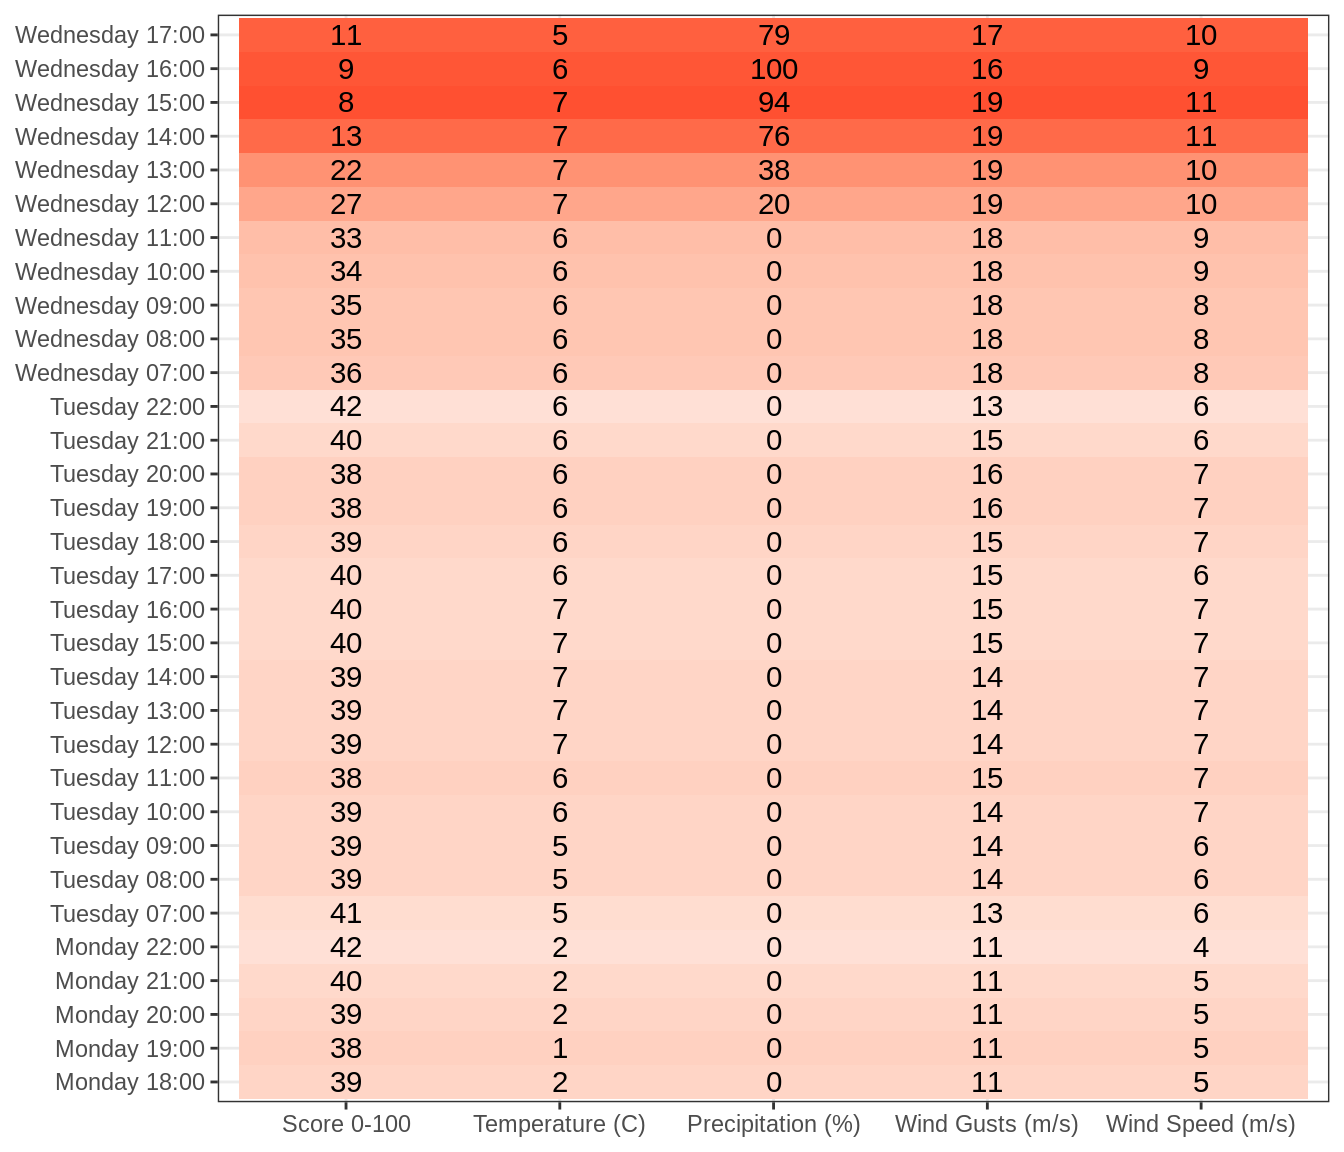 Wednesday 17:00 11 5 79 17 10
Wednesday 16:00 9 6 100 16 9
Wednesday 15:00 8 7 94 19 11
Wednesday 14:00 13 7 76 19 11
Wednesday 13:00 22 7 38 19 10
Wednesday 12:00 27 7 20 19 10
Wednesday 11:00 33 6 0 18 9
Wednesday 10:00 34 6 0 18 9
Wednesday 09:00 35 6 0 18 8
Wednesday 08:00 35 6 0 18 8
Wednesday 07:00 36 6 0 18 8
Tuesday 22:00 42 6 0 13 6
Tuesday 21:00 40 6 0 15 6
Tuesday 20:00 38 6 0 16 7
Tuesday 19:00 38 6 0 16 7
Tuesday 18:00 39 6 0 15 7
Tuesday 17:00 40 6 0 15 6
Tuesday 16:00 40 7 0 15 7
Tuesday 15:00 40 7 0 15 7
Tuesday 14:00 39 7 0 14 7
Tuesday 13:00 39 7 0 14 7
Tuesday 12:00 39 7 0 14 7
Tuesday 11:00 38 6 0 15 7
Tuesday 10:00 39 6 0 14 7
Tuesday 09:00 39 5 0 14 6
Tuesday 08:00 39 5 0 14 6
Tuesday 07:00 41 5 0 13 6
Monday 22:00 42 2 0 11 4
Monday 21:00 40 2 0 11 5
Monday 20:00 39 2 0 11 5
Monday 19:00 38 1 0 11 5
Monday 18:00 39 2 0 11 5
Score 0-100 Temperature (C) Precipitation (%) Wind Gusts (m/s) Wind Speed (m/s)